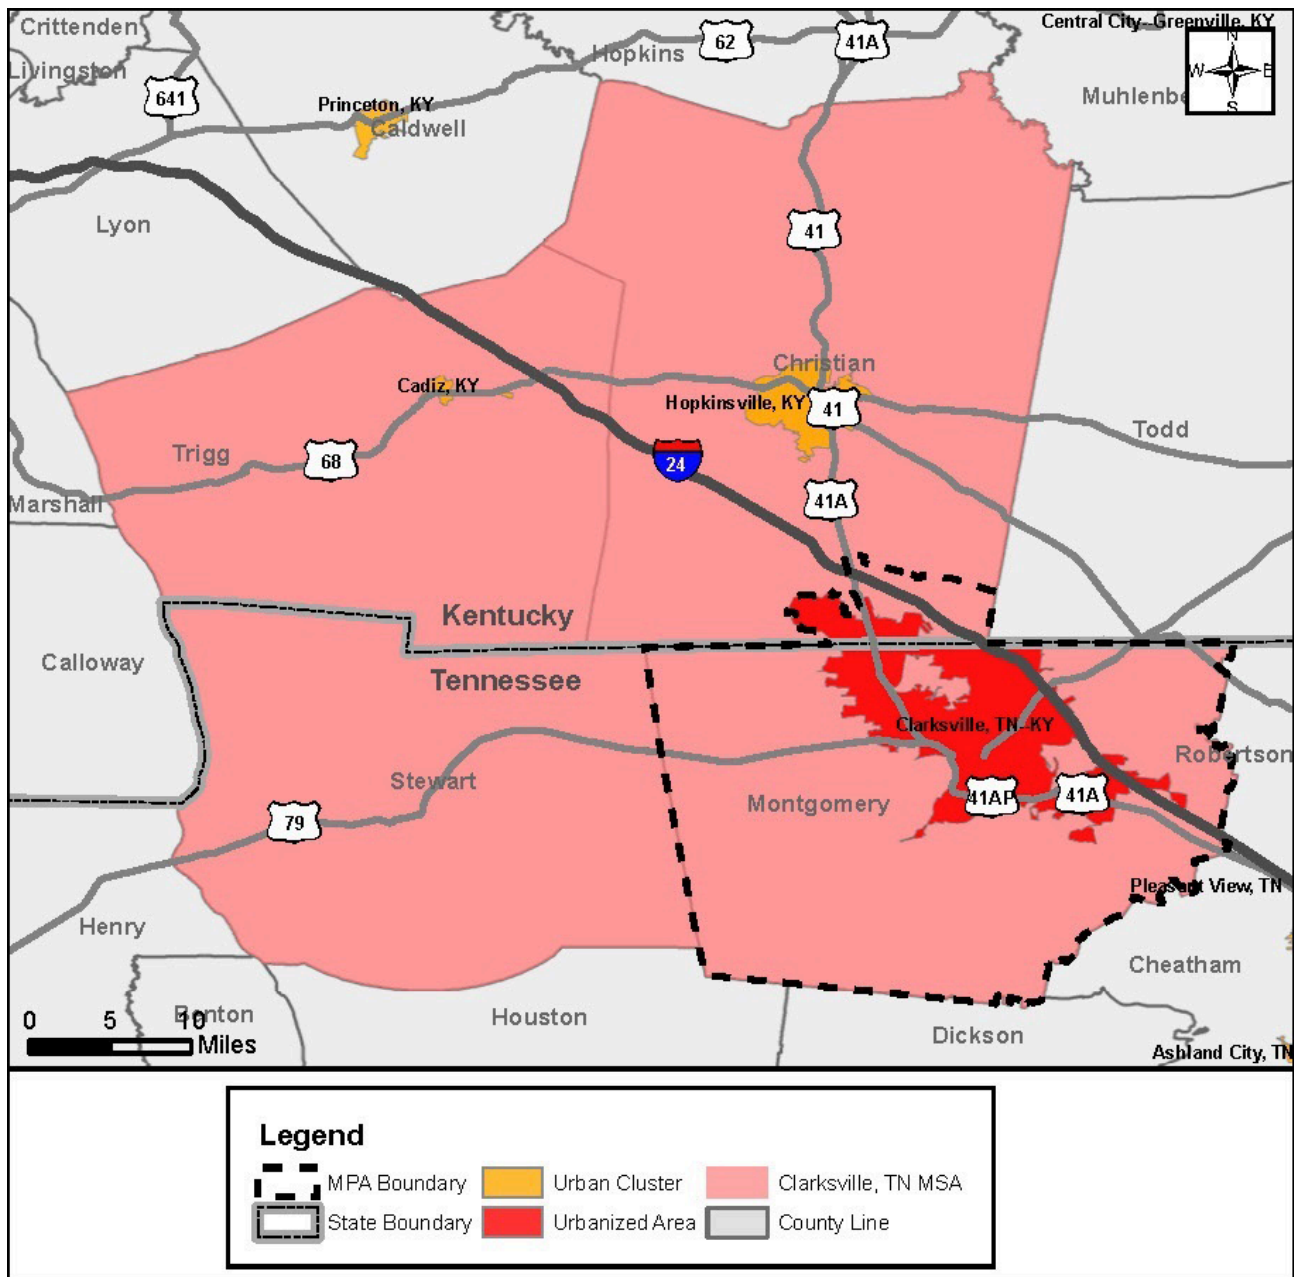 Crittenden
Central City--Greenville, KY
Hopkins
62
41A
N
W
E
S
Livingston
641
Princeton, KY
Caldwell
Lyon
41
Christian
Cadiz, KY
Hopkinsville, KY
41
Todd
Trigg
68
24
41A
Marshall
Kentucky
Calloway
Tennessee
Clarksville, TN--KY
Robertson
Stewart
Montgomery
41AP
41A
79
Pleasant View, TN
Henry
Cheatham
Benton
Houston
Dickson
0 5 10
Miles
Ashland City, TN
Legend
MPA Boundary
Urban Cluster
Clarksville, TN MSA
State Boundary
Urbanized Area
County Line